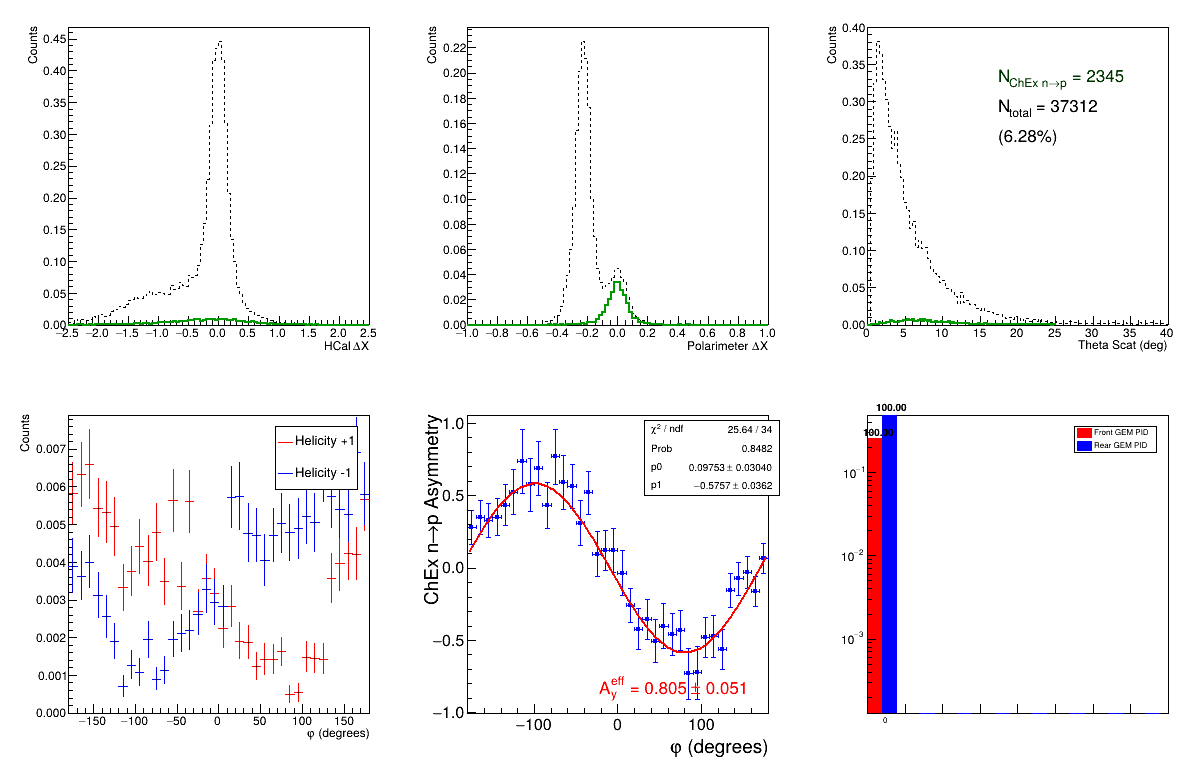 Counts
0.45
0.40
0.35
0.30
0.25
0.20
0.15
0.10
0.05
0.00
−2.5 −2.0 −1.5 −1.0 −0.5 0.0 0.5 1.0 1.5 2.0 2.5
HCal ΔX
Counts
0.22
0.20
0.18
0.16
0.14
0.12
0.10
0.08
0.06
0.04
0.02
0.00
−1.0 −0.8 −0.6 −0.4 −0.2 0.0 0.2 0.4 0.6 0.8 1.0
Polarimeter ΔX
Counts
0.40
0.35
0.30
0.25
0.20
0.15
0.10
0.05
0.00
N_ChEx n→p = 2345
N_total = 37312
(6.28%)
0 5 10 15 20 25 30 35 40
Theta Scat (deg)
Counts
0.007
0.006
0.005
0.004
0.003
0.002
0.001
0.000
Helicity +1
Helicity -1
−150 −100 −50 0 50 100 150
φ (degrees)
ChEx n→p Asymmetry
1.0
0.5
0.0
−0.5
−1.0
χ² / ndf 25.64 / 34
Prob 0.8482
p0 0.09753 ± 0.03040
p1 −0.5757 ± 0.0362
A_y^eff = 0.805 ± 0.051
−100 0 100
φ (degrees)
100.00
100.00
10⁻¹
10⁻²
10⁻³
Front GEM PID
Rear GEM PID
0